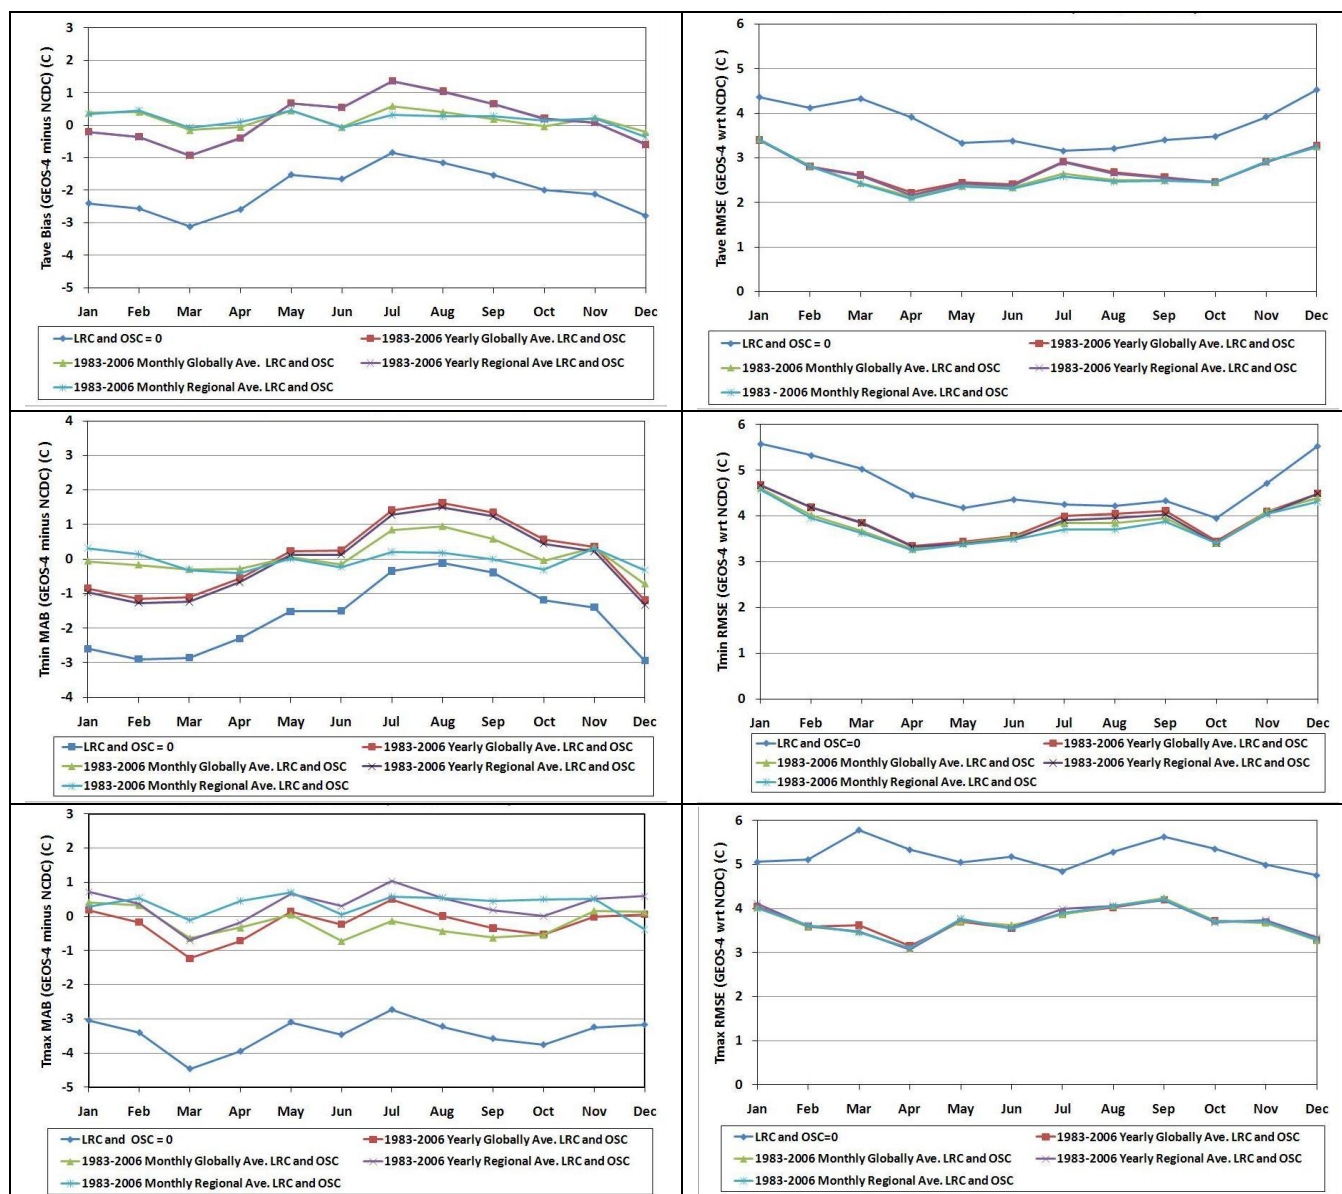 3
2
1
0
-1
-2
-3
-4
-5
Tave Bias (GEOS-4 minus NCDC) (C )
Jan Feb Mar Apr May Jun Jul Aug Sep Oct Nov Dec
LRC and OSC = 0
1983-2006 Yearly Globally Ave. LRC and OSC
1983-2006 Monthly Globally Ave. LRC and OSC
1983-2006 Yearly Regional Ave. LRC and OSC
1983-2006 Monthly Regional Ave. LRC and OSC
6
5
4
3
2
1
0
Tave RMSE (GEOS-4 wrt NCDC) (C )
Jan Feb Mar Apr May Jun Jul Aug Sep Oct Nov Dec
LRC and OSC = 0
1983-2006 Yearly Globally Ave. LRC and OSC
1983-2006 Monthly Globally Ave. LRC and OSC
1983-2006 Yearly Regional Ave. LRC and OSC
1983 - 2006 Monthly Regional Ave. LRC and OSC
4
3
2
1
0
-1
-2
-3
-4
Tmin MAB (GEOS-4 minus NCDC) (C )
Jan Feb Mar Apr May Jun Jul Aug Sep Oct Nov Dec
LRC and OSC = 0
1983-2006 Yearly Globally Ave. LRC and OSC
1983-2006 Monthly Globally Ave. LRC and OSC
1983-2006 Yearly Regional Ave. LRC and OSC
1983-2006 Monthly Regional Ave. LRC and OSC
6
5
4
3
2
1
0
Tmin RMSE (GEOS-4 wrt NCDC) (C )
Jan Feb Mar Apr May Jun Jul Aug Sep Oct Nov Dec
LRC and OSC=0
1983-2006 Yearly Globally Ave. LRC and OSC
1983-2006 Monthly Globally Ave. LRC and OSC
1983-2006 Yearly Regional Ave. LRC and OSC
1983-2006 Monthly Regional Ave. LRC and OSC
3
2
1
0
-1
-2
-3
-4
-5
Tmax MAB (GEOS-4 minus NCDC) (C )
Jan Feb Mar Apr May Jun Jul Aug Sep Oct Nov Dec
LRC and OSC = 0
1983-2006 Yearly Globally Ave. LRC and OSC
1983-2006 Monthly Globally Ave. LRC and OSC
1983-2006 Yearly Regional Ave. LRC and OSC
1983-2006 Monthly Regional Ave. LRC and OSC
6
5
4
3
2
1
0
Tmax RMSE (GEOS-4 wrt NCDC) (C )
Jan Feb Mar Apr May Jun Jul Aug Sep Oct Nov Dec
LRC and OSC=0
1983-2006 Yearly Globally Ave. LRC and OSC
1983-2006 Monthly Globally Ave. LRC and OSC
1983-2006 Yearly Regional Ave. LRC and OSC
1983-2006 Monthly Regional Ave. LRC and OSC